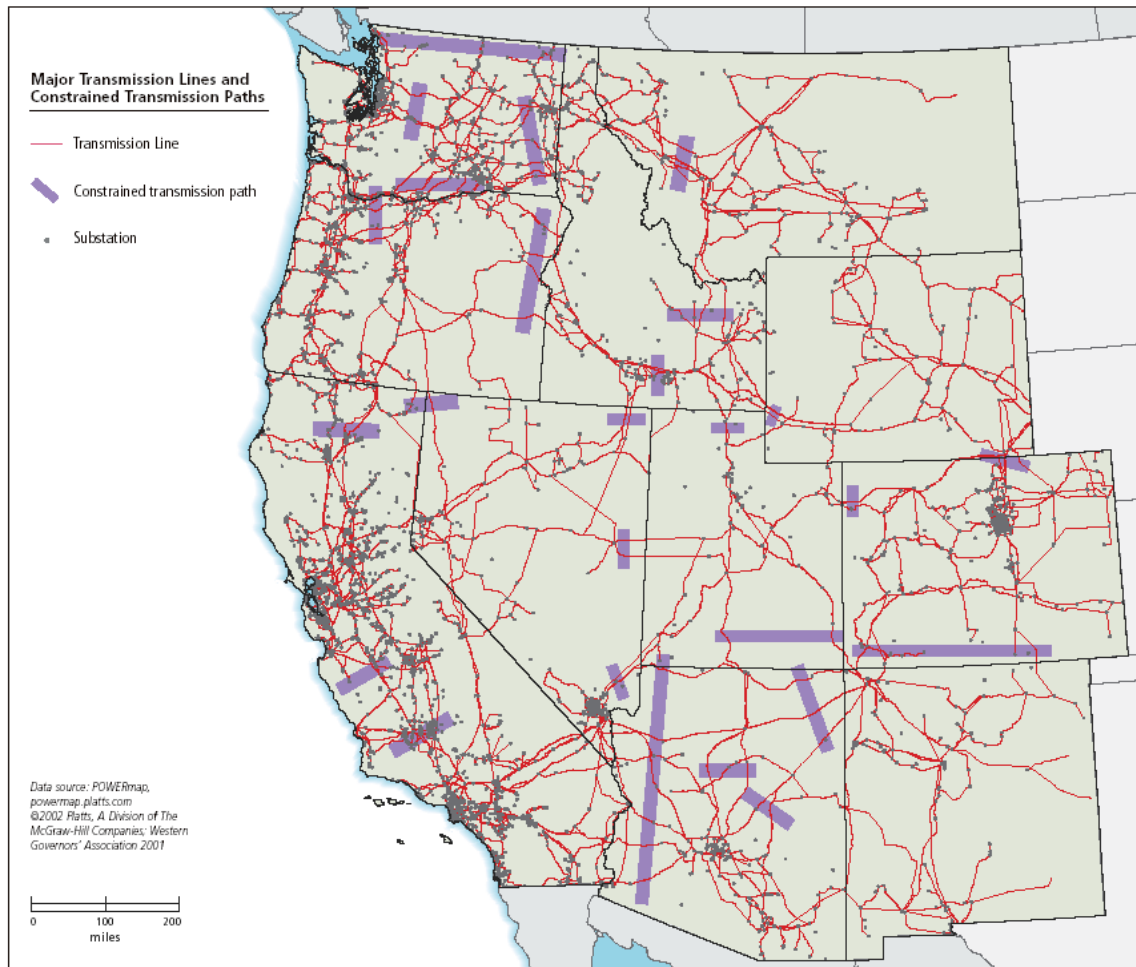 Major Transmission Lines and
Constrained Transmission Paths
Transmission Line
Constrained transmission path
Substation
Data source: POWERmap,
powermap.platts.com
©2002 Platts, A Division of The
McGraw-Hill Companies; Western
Governors' Association 2001
0 100 200
miles